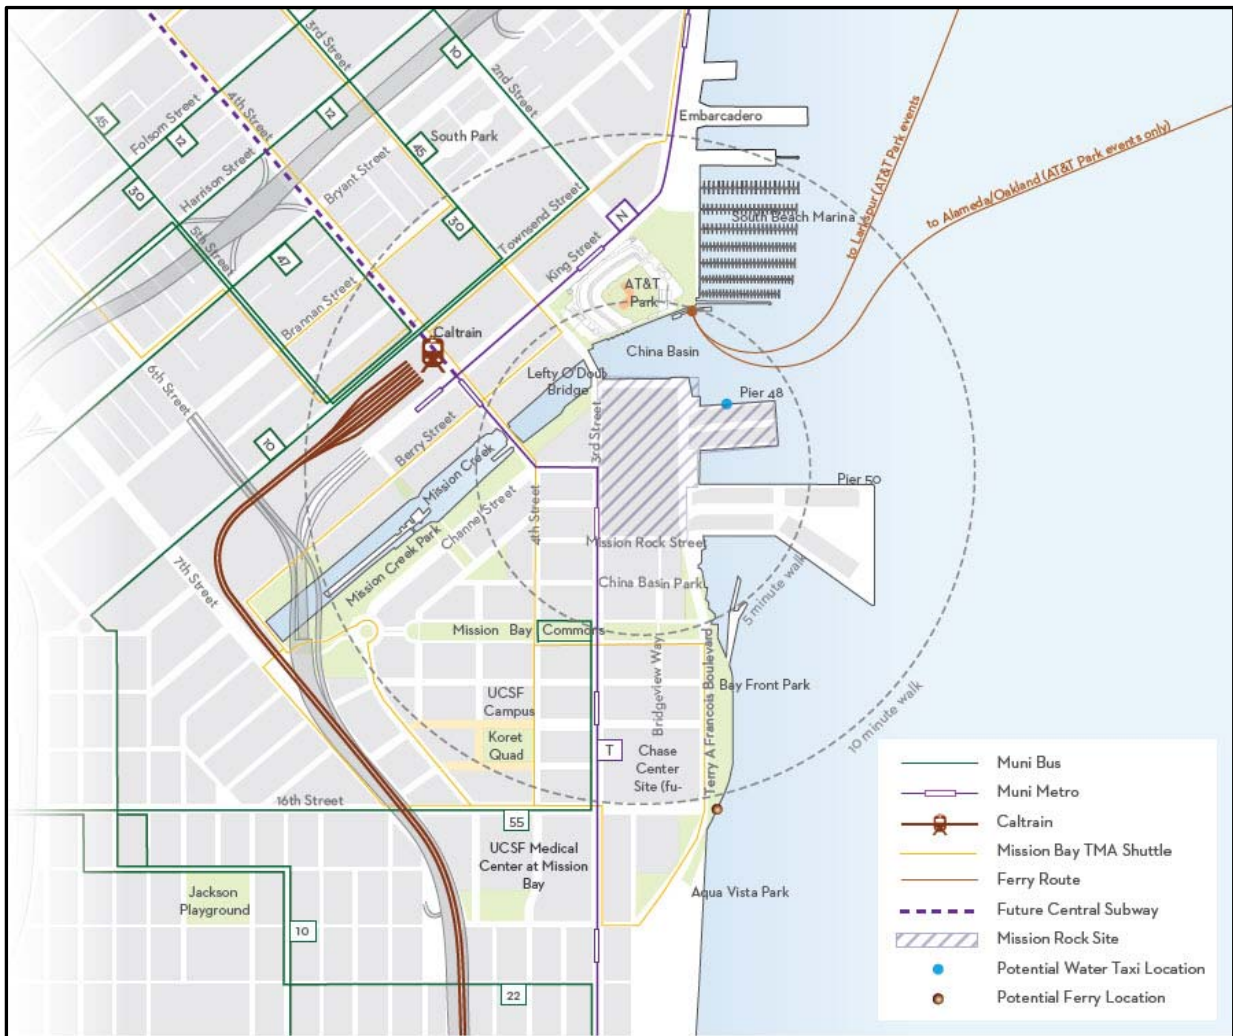 3rd Street
10
2nd Street
45
Folsom Street
4th Street
12
12
Embarcadero
South Park
45
Harrison Street
Bryant Street
30
30
N
Townsend Street
South Beach Marina
to Larkspur (AT&T Park events
to Alameda/Oakland (AT&T Park events only)
5th Street
47
King Street
AT&T
Park
Brannan Street
Caltrain
China Basin
Lefty O'Doul
Bridge
Pier 48
6th Street
10
Berry Street
3rd Street
Mission Creek
Pier 50
Channel Street
4th Street
Mission Rock Street
7th Street
Mission Creek Park
China Basin Park
5 minute walk
Mission Bay Commons
Bridgeview Way
Terry A Francois Boulevard
Bay Front Park
10 minute walk
UCSF
Campus
Koret
Quad
T
Chase
Center
Site (fu-
16th Street
55
UCSF Medical
Center at Mission
Bay
Jackson
Playground
Aqua Vista Park
10
22
Muni Bus
Muni Metro
Caltrain
Mission Bay TMA Shuttle
Ferry Route
Future Central Subway
Mission Rock Site
Potential Water Taxi Location
Potential Ferry Location